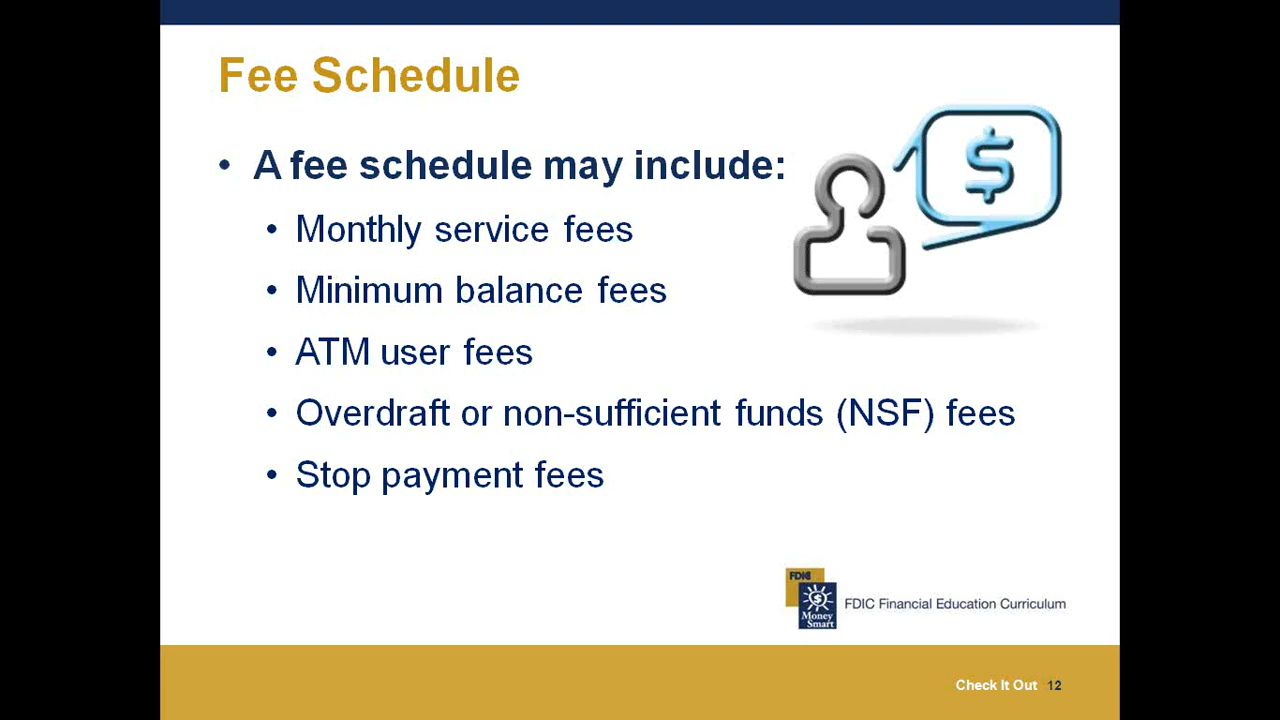 Fee Schedule
• A fee schedule may include:
• Monthly service fees
• Minimum balance fees
• ATM user fees
• Overdraft or non-sufficient funds (NSF) fees
• Stop payment fees
$
FDIC
$
Money
Smart
FDIC Financial Education Curriculum
Check It Out 12